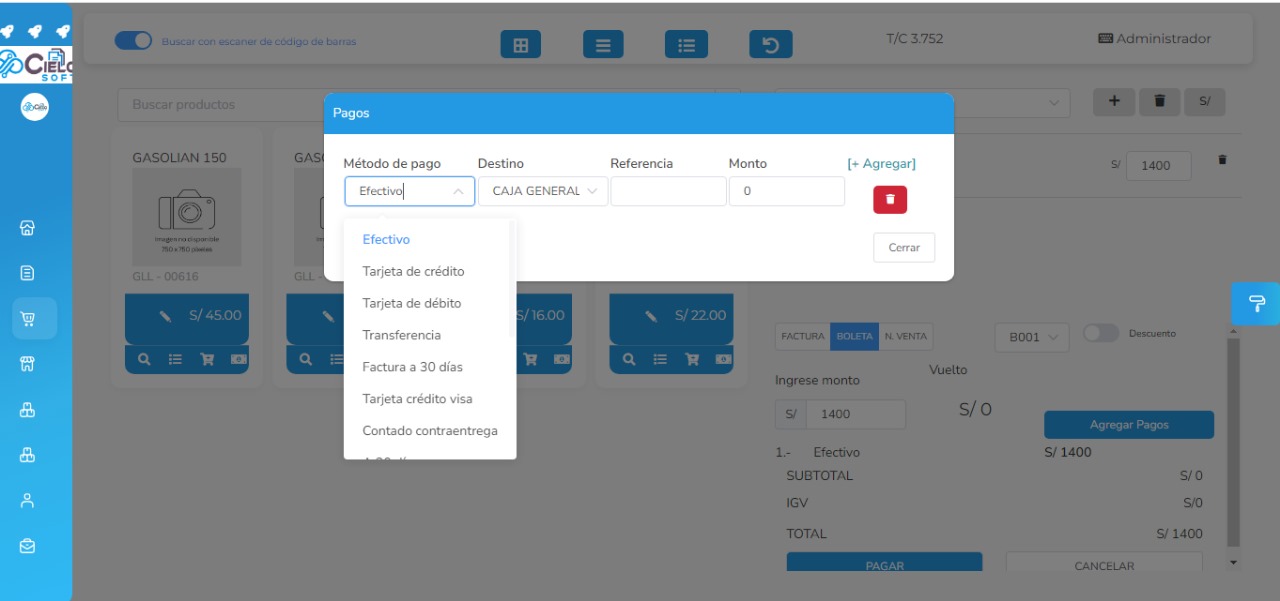 CIELO
SOFT
Buscar con escaner de código de barras
T/C 3.752
Administrador
Buscar productos
S/
Pagos
Método de pago Destino Referencia Monto [+ Agregar]
Efectivo CAJA GENERAL 0
Cerrar
Efectivo
Tarjeta de crédito
Tarjeta de débito
Transferencia
Factura a 30 días
Tarjeta crédito visa
Contado contraentrega
GASOLIAN 150
Imagen no disponible
750 x 750 pixeles
GLL - 00616
S/ 45.00
GAS
GLL -
S/ 16.00
S/ 22.00
S/ 1400
FACTURA BOLETA N. VENTA B001 Descuento
Ingrese monto Vuelto
S/ 1400 S/ 0
Agregar Pagos
1.- Efectivo S/ 1400
SUBTOTAL S/ 0
IGV S/0
TOTAL S/ 1400
PAGAR CANCELAR